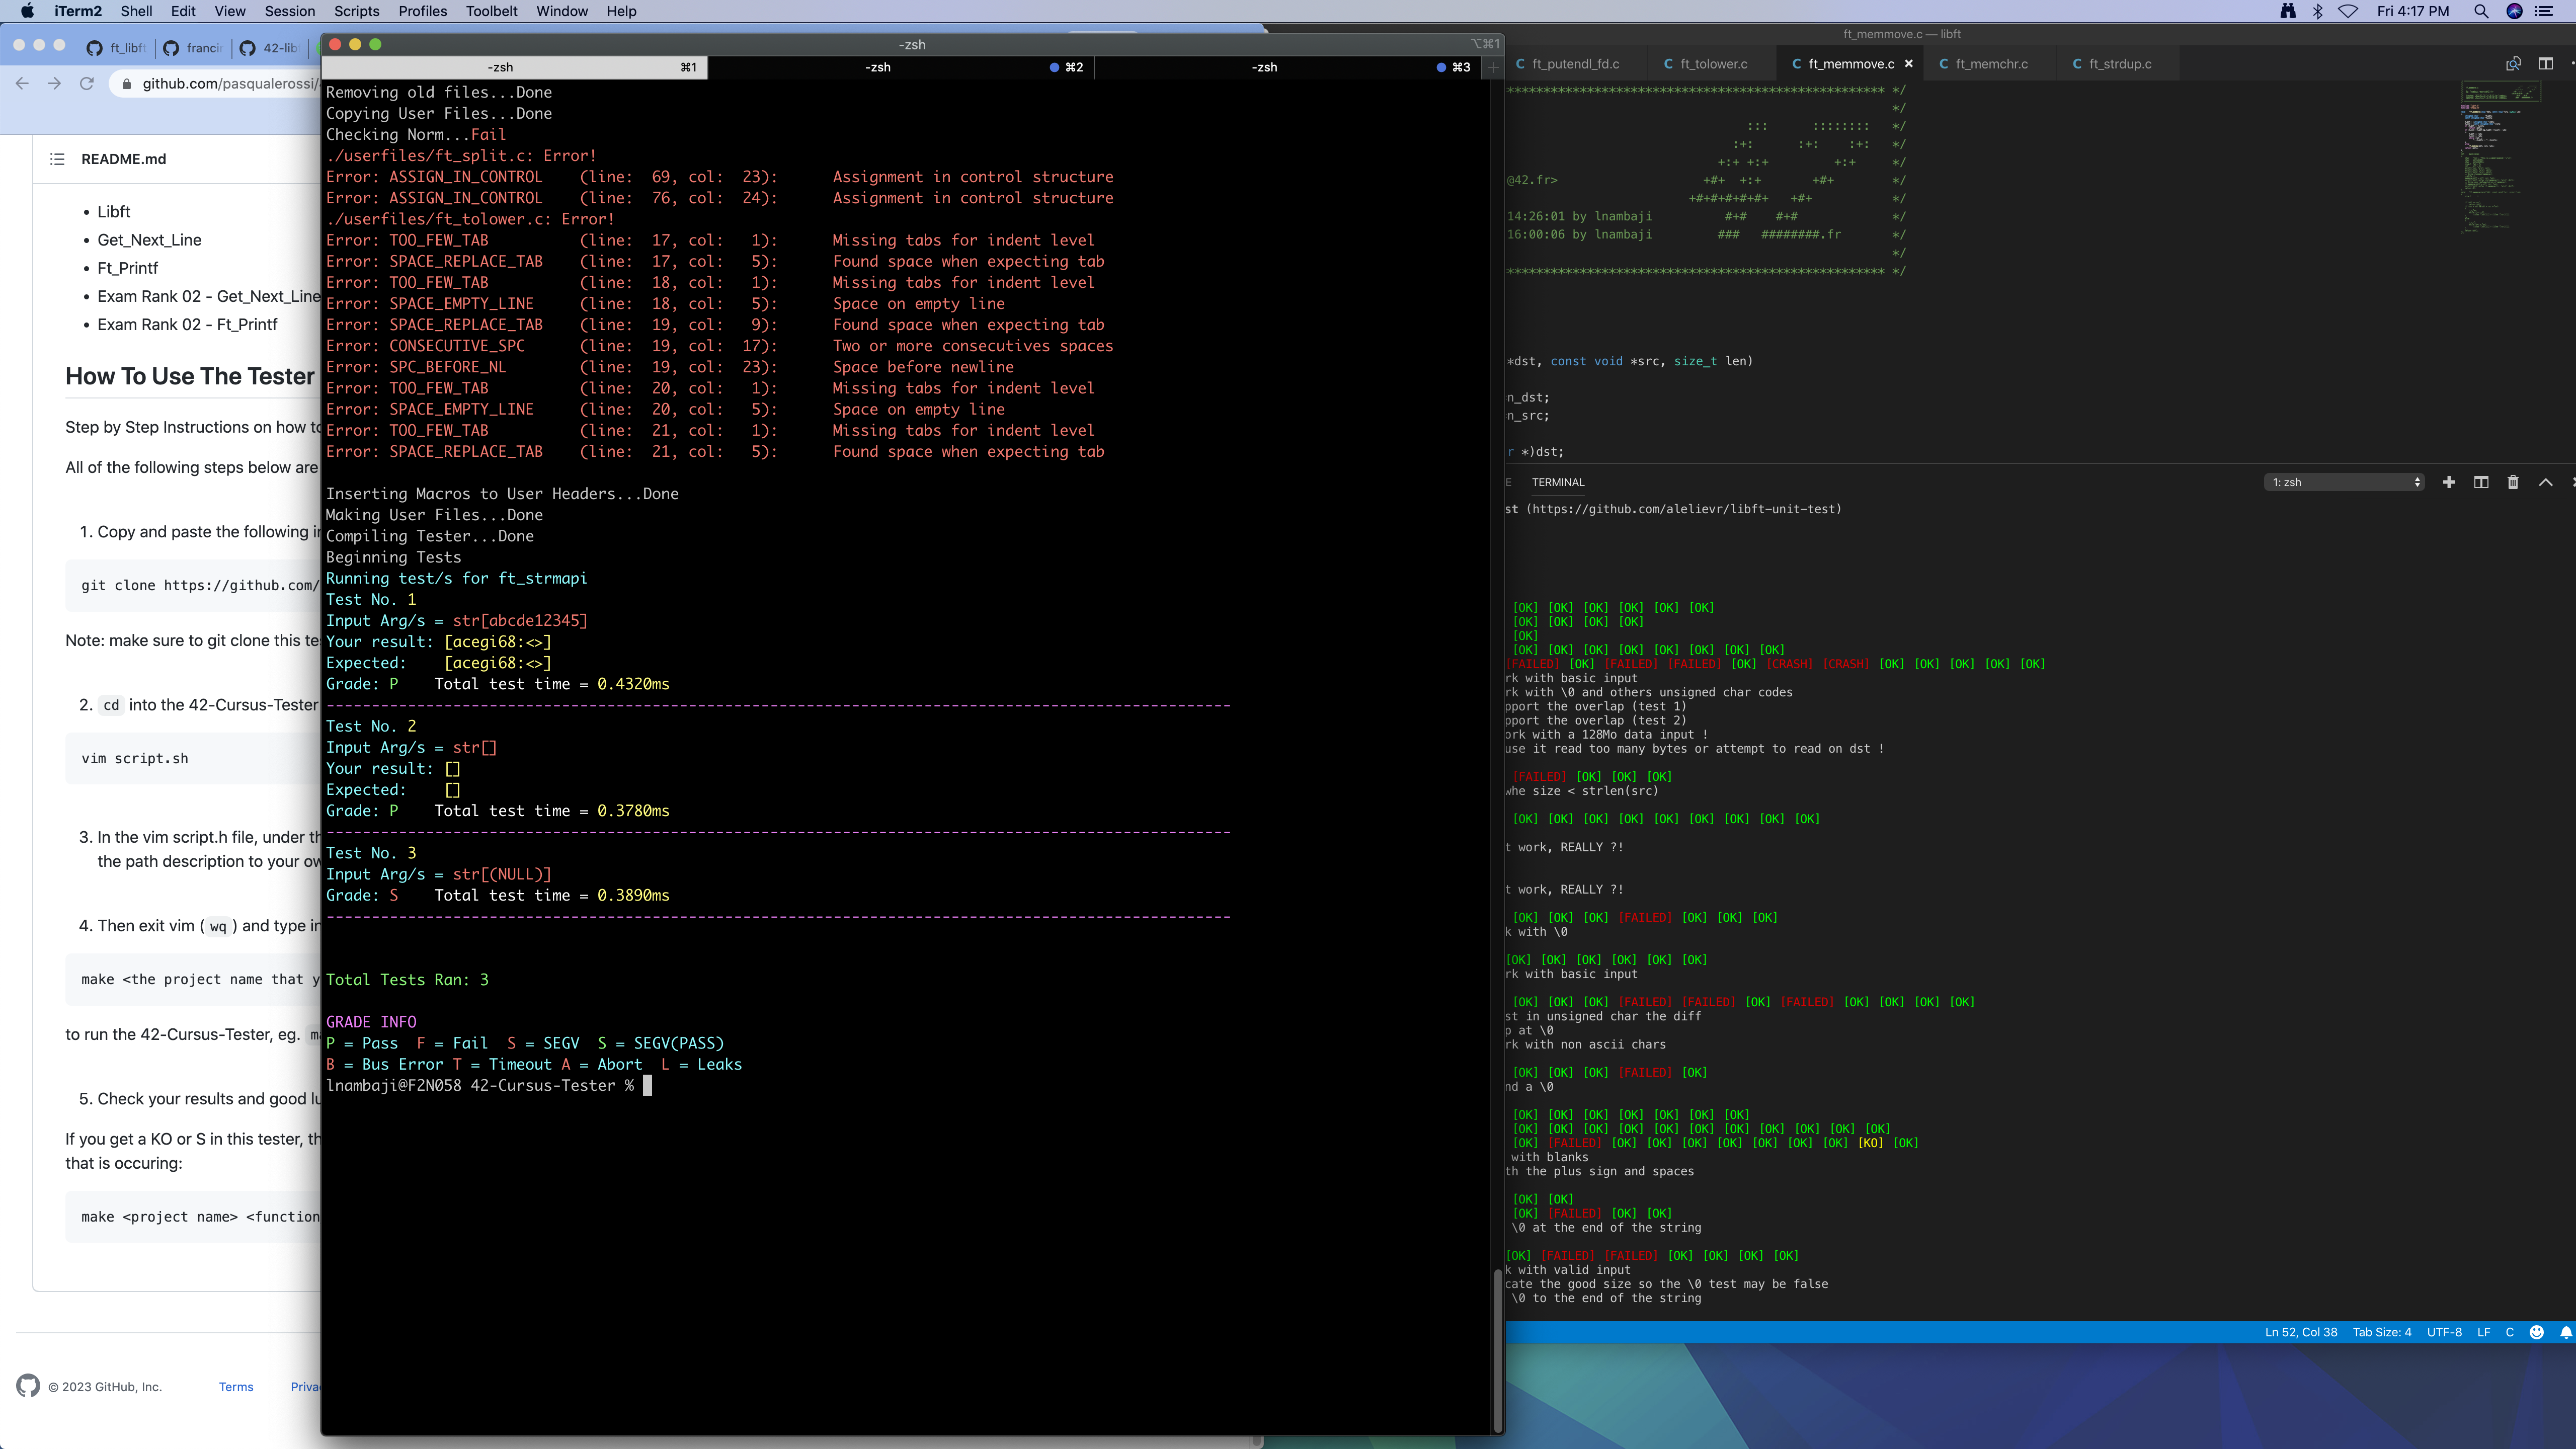 iTerm2 Shell Edit View Session Scripts Profiles Toolbelt Window Help Fri 4:17 PM
ft_libft 42-lib
github.com/pasqualerossi/
README.md
• Libft
• Get_Next_Line
• Ft_Printf
• Exam Rank 02 - Get_Next_Line
• Exam Rank 02 - Ft_Printf
How To Use The Tester
Step by Step Instructions on how to
All of the following steps below are
1. Copy and paste the following
git clone https://github.com/
Note: make sure to git clone this
2. cd into the 42-Cursus-Tester
vim script.sh
3. In the vim script.h file, under
the path description to your
4. Then exit vim (wq) and type
make <the project name that
to run the 42-Cursus-Tester, eg.
5. Check your results and good
If you get a KO or S in this tester,
that is occuring:
make <project name> <function
© 2023 GitHub, Inc. Terms
-zsh ⌥⌘1
-zsh ⌘1 -zsh ⌘2 -zsh ⌘3
Removing old files...Done
Copying User Files...Done
Checking Norm...Fail
./userfiles/ft_split.c: Error!
Error: ASSIGN_IN_CONTROL (line: 69, col: 23): Assignment in control structure
Error: ASSIGN_IN_CONTROL (line: 76, col: 24): Assignment in control structure
./userfiles/ft_tolower.c: Error!
Error: TOO_FEW_TAB (line: 17, col: 1): Missing tabs for indent level
Error: SPACE_REPLACE_TAB (line: 17, col: 5): Found space when expecting tab
Error: TOO_FEW_TAB (line: 18, col: 1): Missing tabs for indent level
Error: SPACE_EMPTY_LINE (line: 18, col: 5): Space on empty line
Error: SPACE_REPLACE_TAB (line: 19, col: 9): Found space when expecting tab
Error: CONSECUTIVE_SPC (line: 19, col: 17): Two or more consecutives spaces
Error: SPC_BEFORE_NL (line: 19, col: 23): Space before newline
Error: TOO_FEW_TAB (line: 20, col: 1): Missing tabs for indent level
Error: SPACE_EMPTY_LINE (line: 20, col: 5): Space on empty line
Error: TOO_FEW_TAB (line: 21, col: 1): Missing tabs for indent level
Error: SPACE_REPLACE_TAB (line: 21, col: 5): Found space when expecting tab
Inserting Macros to User Headers...Done
Making User Files...Done
Compiling Tester...Done
Beginning Tests
Running test/s for ft_strmapi
Test No. 1
Input Arg/s = str[abcde12345]
Your result: [acegi68:<>]
Expected: [acegi68:<>]
Grade: P Total test time = 0.4320ms
Test No. 2
Input Arg/s = str[]
Your result: []
Expected: []
Grade: P Total test time = 0.3780ms
Test No. 3
Input Arg/s = str[(NULL)]
Grade: S Total test time = 0.3890ms
Total Tests Ran: 3
GRADE INFO
P = Pass F = Fail S = SEGV S = SEGV(PASS)
B = Bus Error T = Timeout A = Abort L = Leaks
lnambaji@F2N058 42-Cursus-Tester %
ft_memmove.c — libft
C ft_putendl_fd.c C ft_tolower.c C ft_memmove.c × C ft_memchr.c C ft_strdup.c
**************************************************** */
*/
::: :::::::: */
:+: :+: :+: */
+:+ +:+ +:+ */
@42.fr> +#+ +:+ +#+ */
+#+#+#+#+#+ +#+ */
14:26:01 by lnambaji #+# #+# */
16:00:06 by lnambaji ### ########.fr */
*/
**************************************************** */
*dst, const void *src, size_t len)
n_dst;
n_src;
r *)dst;
TERMINAL 1: zsh
st (https://github.com/alelievr/libft-unit-test)
[OK] [OK] [OK] [OK] [OK] [OK]
[OK] [OK] [OK] [OK]
[OK]
[OK] [OK] [OK] [OK] [OK] [OK] [OK] [OK]
[FAILED] [OK] [FAILED] [FAILED] [OK] [CRASH] [CRASH] [OK] [OK] [OK] [OK] [OK]
rk with basic input
rk with \0 and others unsigned char codes
pport the overlap (test 1)
pport the overlap (test 2)
ork with a 128Mo data input !
use it read too many bytes or attempt to read on dst !
[FAILED] [OK] [OK] [OK]
whe size < strlen(src)
[OK] [OK] [OK] [OK] [OK] [OK] [OK] [OK] [OK]
t work, REALLY ?!
t work, REALLY ?!
[OK] [OK] [OK] [FAILED] [OK] [OK] [OK]
k with \0
[OK] [OK] [OK] [OK] [OK] [OK]
rk with basic input
[OK] [OK] [OK] [FAILED] [FAILED] [OK] [FAILED] [OK] [OK] [OK] [OK]
st in unsigned char the diff
p at \0
rk with non ascii chars
[OK] [OK] [OK] [FAILED] [OK]
nd a \0
[OK] [OK] [OK] [OK] [OK] [OK] [OK]
[OK] [OK] [OK] [OK] [OK] [OK] [OK] [OK] [OK] [OK] [OK]
[OK] [FAILED] [OK] [OK] [OK] [OK] [OK] [OK] [OK] [KO] [OK]
with blanks
th the plus sign and spaces
[OK] [OK]
[OK] [FAILED] [OK] [OK]
\0 at the end of the string
[OK] [FAILED] [FAILED] [OK] [OK] [OK] [OK]
k with valid input
cate the good size so the \0 test may be false
\0 to the end of the string
Ln 52, Col 38 Tab Size: 4 UTF-8 LF C